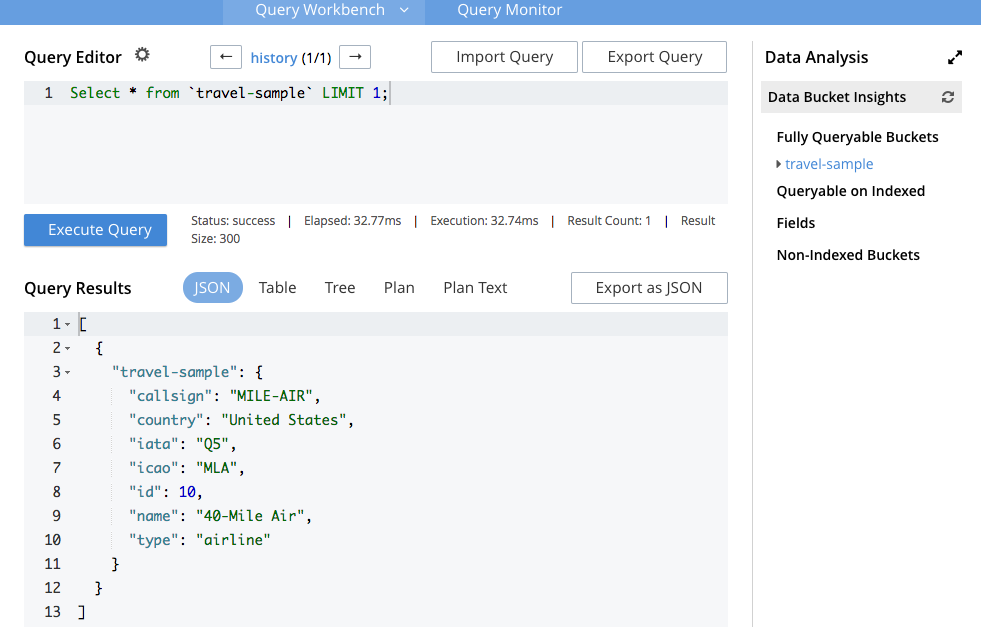 Query Workbench Query Monitor
Query Editor ← history (1/1) → Import Query Export Query
1 Select * from `travel-sample` LIMIT 1;
Execute Query Status: success | Elapsed: 32.77ms | Execution: 32.74ms | Result Count: 1 | Result
Size: 300
Query Results JSON Table Tree Plan Plan Text Export as JSON
1 [
2 {
3 "travel-sample": {
4 "callsign": "MILE-AIR",
5 "country": "United States",
6 "iata": "Q5",
7 "icao": "MLA",
8 "id": 10,
9 "name": "40-Mile Air",
10 "type": "airline"
11 }
12 }
13 ]
Data Analysis
Data Bucket Insights
Fully Queryable Buckets
travel-sample
Queryable on Indexed
Fields
Non-Indexed Buckets